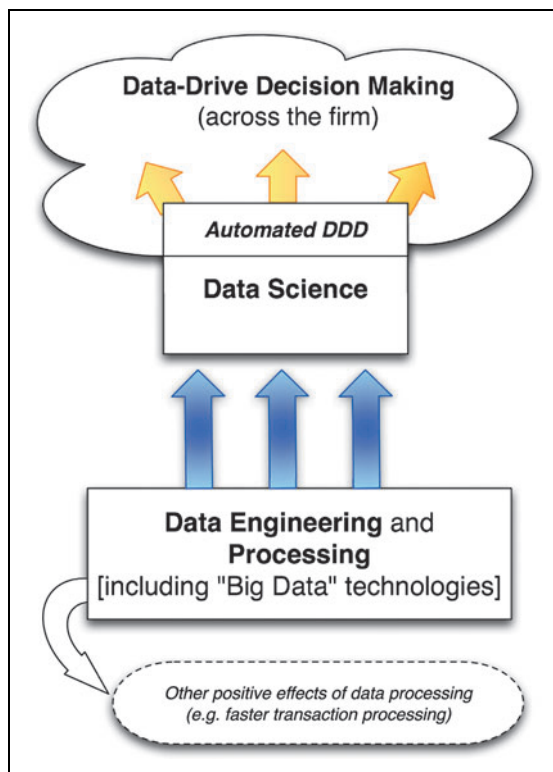 Data-Drive Decision Making
(across the firm)
Automated DDD
Data Science
Data Engineering and
Processing
[including "Big Data" technologies]
Other positive effects of data processing
(e.g. faster transaction processing)